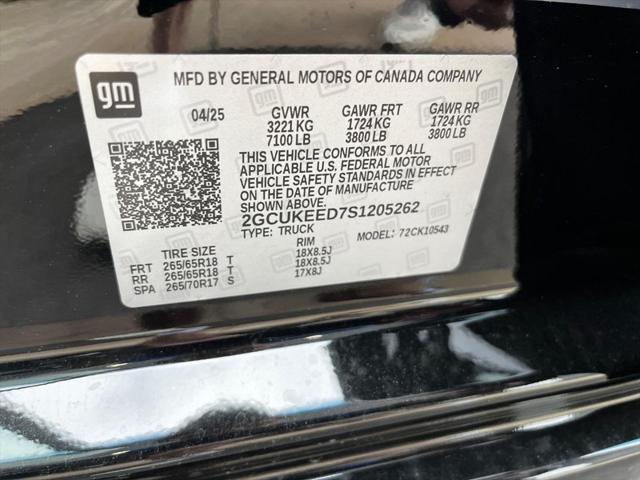 gm
MFD BY GENERAL MOTORS OF CANADA COMPANY
04/25 GVWR GAWR FRT GAWR RR
3221 KG 1724 KG 1724 KG
7100 LB 3800 LB 3800 LB
THIS VEHICLE CONFORMS TO ALL
APPLICABLE U.S. FEDERAL MOTOR
VEHICLE SAFETY STANDARDS IN EFFECT
ON THE DATE OF MANUFACTURE
SHOWN ABOVE.
2GCUKEED7S1205262
TYPE: TRUCK MODEL: 72CK10543
TIRE SIZE RIM
FRT 265/65R18 T 18X8.5J
RR 265/65R18 T 18X8.5J
SPA 265/70R17 S 17X8J